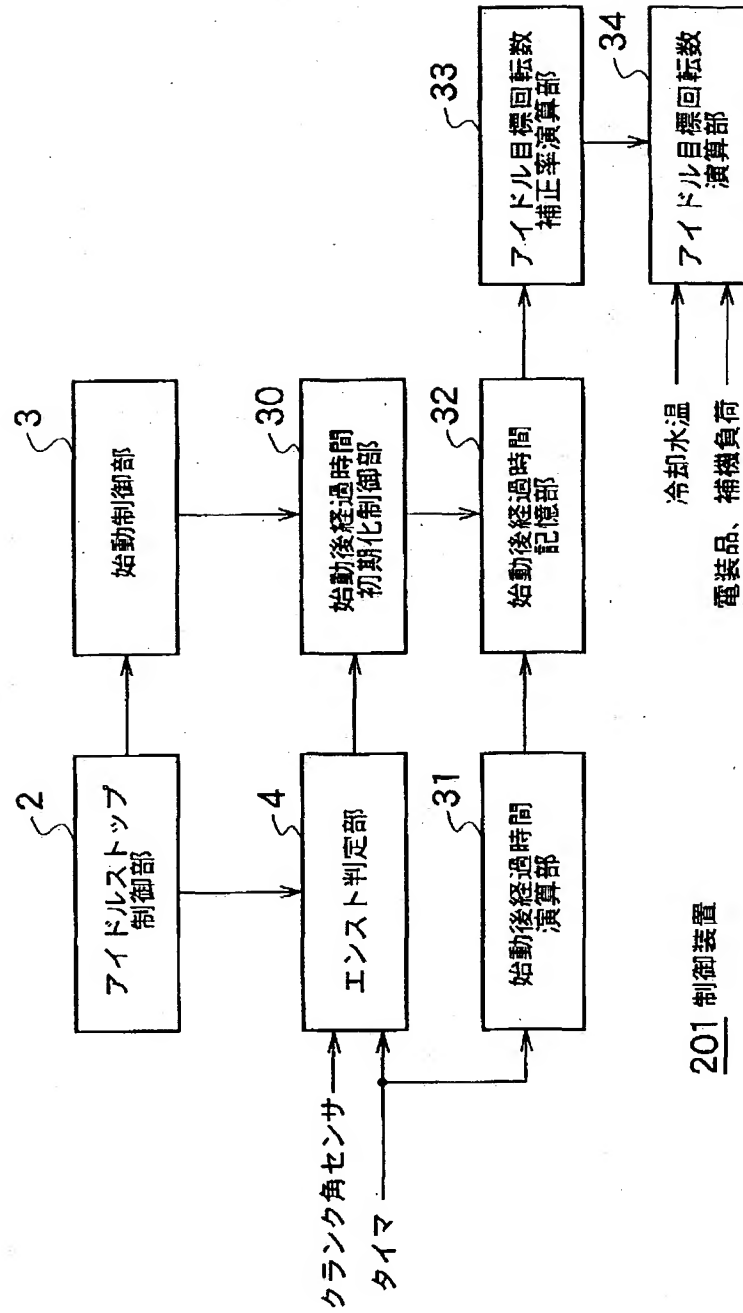 2
アイドルストップ
制御部
3
始動制御部
クランク角センサ
タイマ
4
エンスト判定部
30
始動後経過時間
初期化制御部
31
始動後経過時間
演算部
32
始動後経過時間
記憶部
33
アイドル目標回転数
補正率演算部
34
アイドル目標回転数
演算部
冷却水温
電装品、補機負荷
201 制御装置